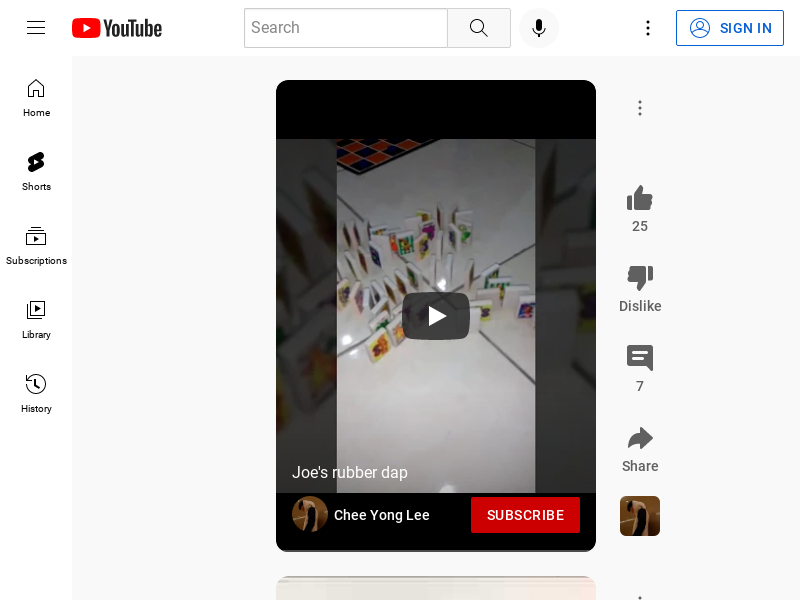 YouTube
Search
SIGN IN
Home
Shorts
Subscriptions
Library
History
25
Dislike
7
Share
Joe's rubber dap
Chee Yong Lee
SUBSCRIBE